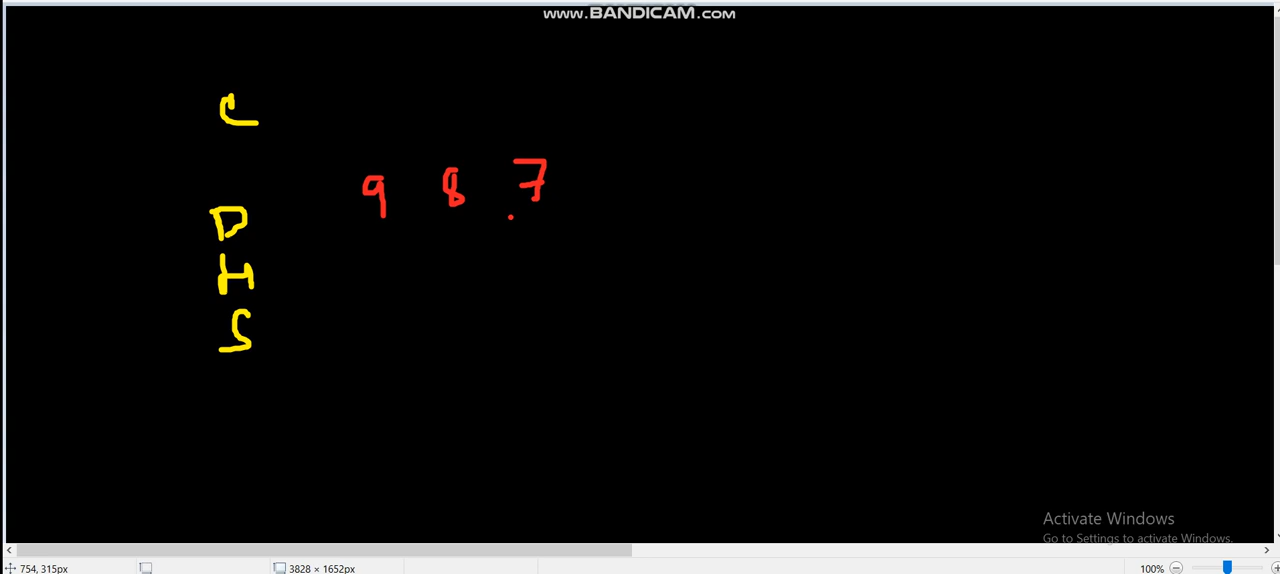 www.BANDICAM.com
C
9 8 7
D
H
S
Activate Windows
Go to Settings to activate Windows.
754, 315px 3828 × 1652px 100%